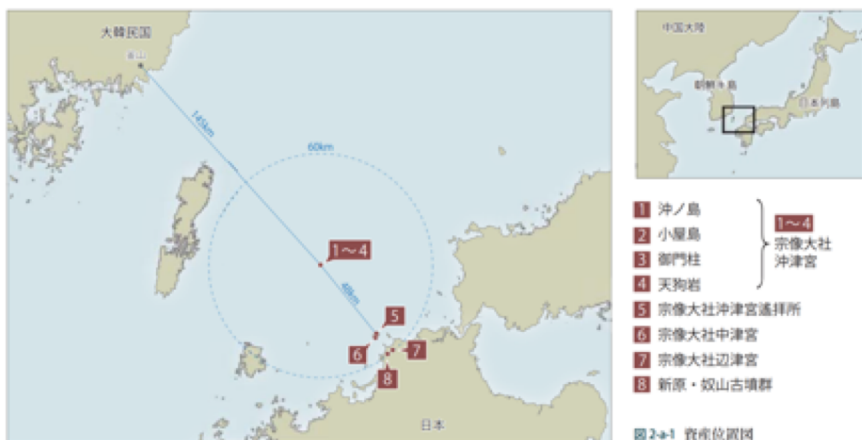 大韓民国
釜山
145km
60km
1〜4
48km
5
6
7
8
日本
中国大陸
朝鮮半島
日本列島
1 沖ノ島
2 小屋島
3 御門柱
4 天狗岩
1〜4
宗像大社
沖津宮
5 宗像大社沖津宮遙拝所
6 宗像大社中津宮
7 宗像大社辺津宮
8 新原・奴山古墳群
図2-a-1 資産位置図